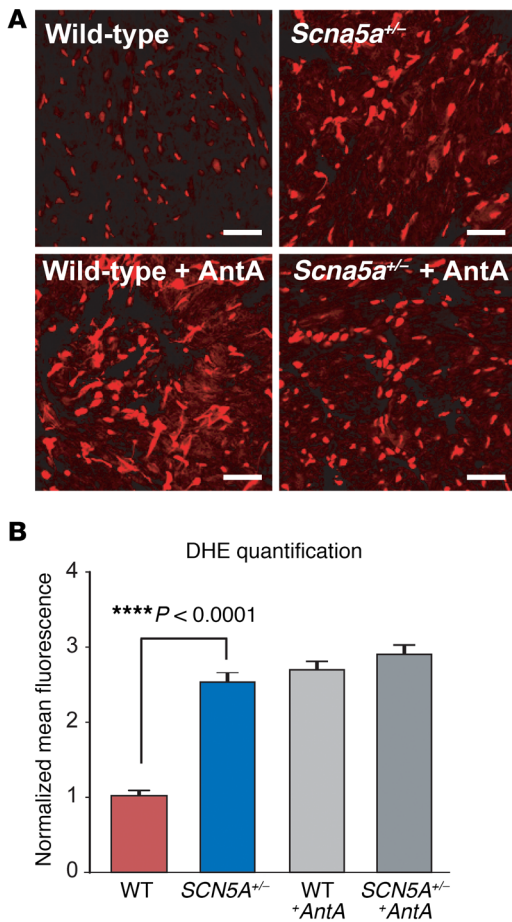 A
Wild-type
Scna5a+/–
Wild-type + AntA
Scna5a+/– + AntA
B
DHE quantification
Normalized mean fluorescence
4
3
2
1
0
****P < 0.0001
WT
SCN5A+/–
WT
+AntA
SCN5A+/–
+AntA